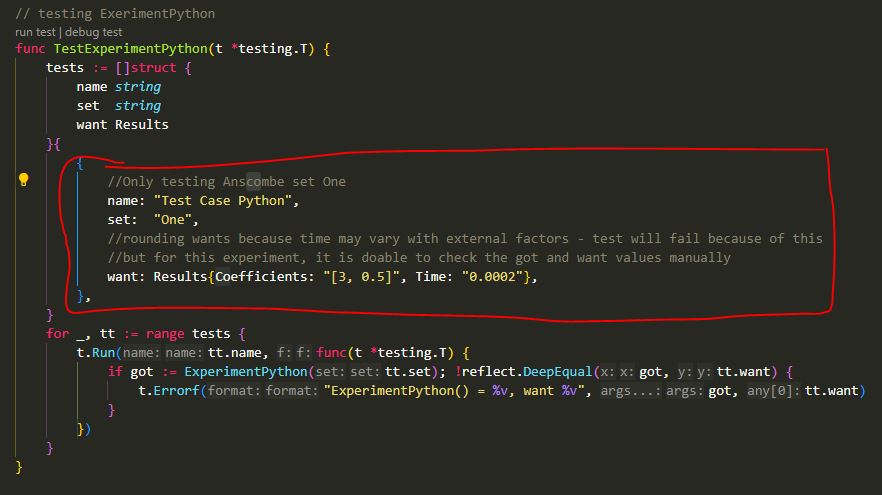 // testing ExerimentPython
run test | debug test
func TestExperimentPython(t *testing.T) {
    tests := []struct {
        name string
        set  string
        want Results
    }{
        {
            //Only testing Anscombe set One
            name: "Test Case Python",
            set:  "One",
            //rounding wants because time may vary with external factors - test will fail because of this
            //but for this experiment, it is doable to check the got and want values manually
            want: Results{Coefficients: "[3, 0.5]", Time: "0.0002"},
        },
    }
    for _, tt := range tests {
        t.Run(name: name: tt.name, f: f: func(t *testing.T) {
            if got := ExperimentPython(set: set: tt.set); !reflect.DeepEqual(x: x: got, y: y: tt.want) {
                t.Errorf(format: format: "ExperimentPython() = %v, want %v", args...: args: got, any[0]: tt.want)
            }
        })
    }
}